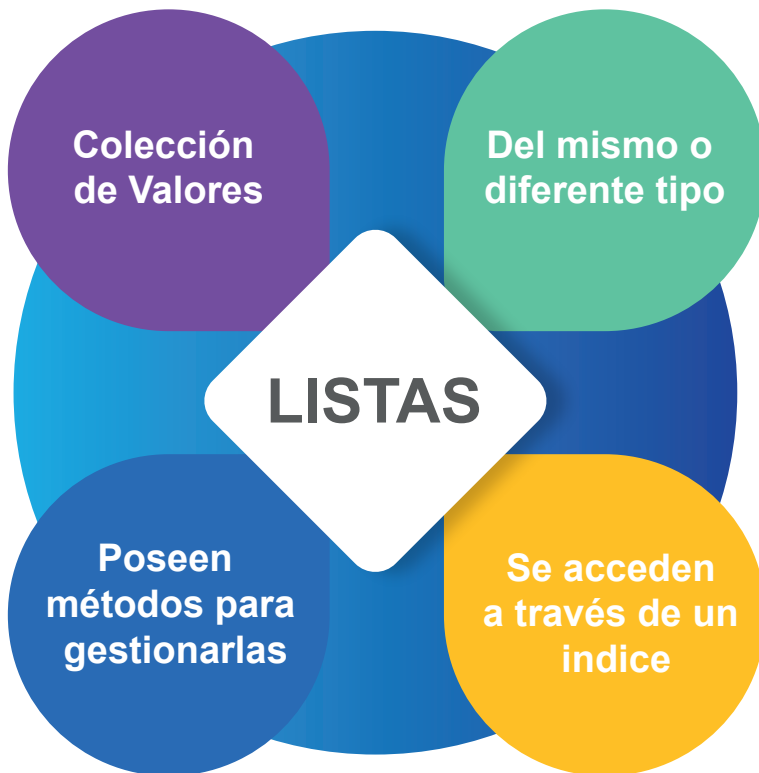 Colección
de Valores
Del mismo o
diferente tipo
LISTAS
Poseen
métodos para
gestionarlas
Se acceden
a través de un
indice